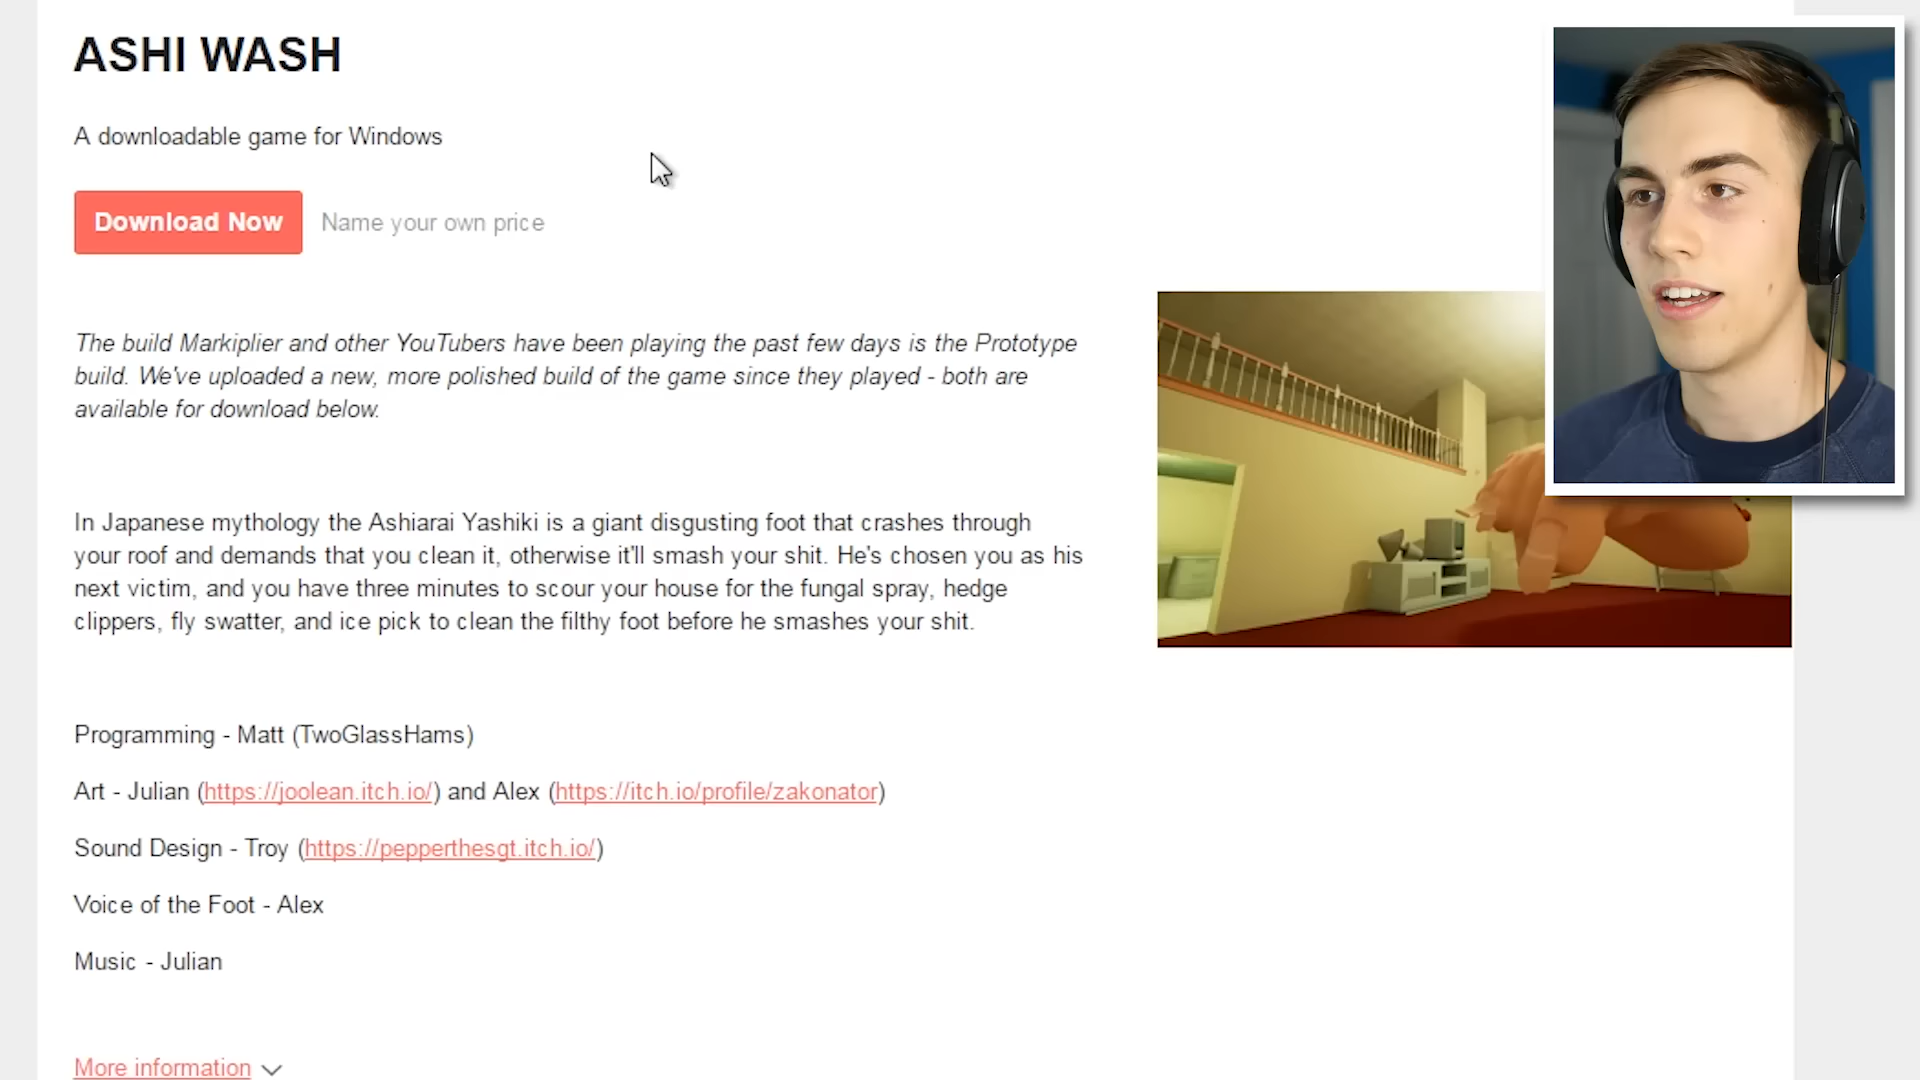 ASHI WASH
A downloadable game for Windows
Download Now
Name your own price
The build Markiplier and other YouTubers have been playing the past few days is the Prototype
build. We've uploaded a new, more polished build of the game since they played - both are
available for download below.
In Japanese mythology the Ashiarai Yashiki is a giant disgusting foot that crashes through
your roof and demands that you clean it, otherwise it'll smash your shit. He's chosen you as his
next victim, and you have three minutes to scour your house for the fungal spray, hedge
clippers, fly swatter, and ice pick to clean the filthy foot before he smashes your shit.
Programming - Matt (TwoGlassHams)
Art - Julian (https://joolean.itch.io/) and Alex (https://itch.io/profile/zakonator)
Sound Design - Troy (https://pepperthesgt.itch.io/)
Voice of the Foot - Alex
Music - Julian
More information